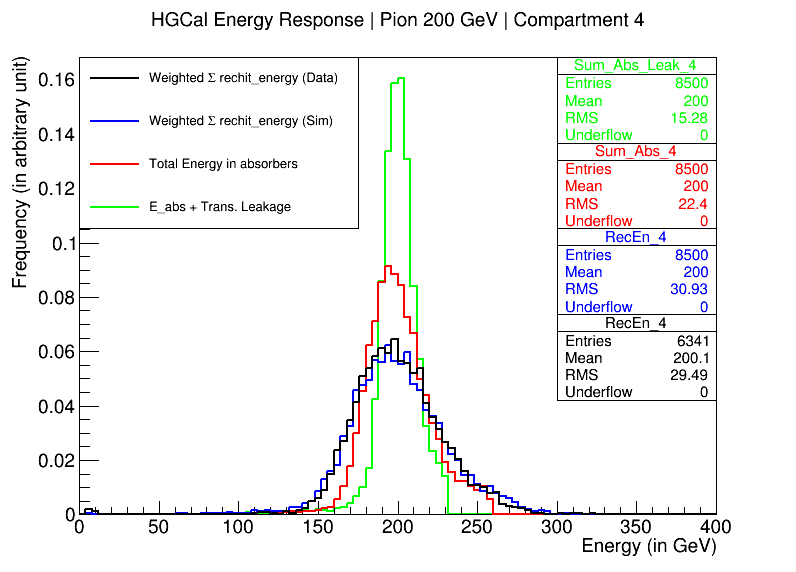 HGCal Energy Response | Pion 200 GeV | Compartment 4
Frequency (in arbitrary unit)
0.16
0.14
0.12
0.1
0.08
0.06
0.04
0.02
0
Weighted Σ rechit_energy (Data)
Weighted Σ rechit_energy (Sim)
Total Energy in absorbers
E_abs + Trans. Leakage
Sum_Abs_Leak_4
Entries 8500
Mean 200
RMS 15.28
Underflow 0
Sum_Abs_4
Entries 8500
Mean 200
RMS 22.4
Underflow 0
RecEn_4
Entries 8500
Mean 200
RMS 30.93
Underflow 0
RecEn_4
Entries 6341
Mean 200.1
RMS 29.49
Underflow 0
0 50 100 150 200 250 300 350 400
Energy (in GeV)